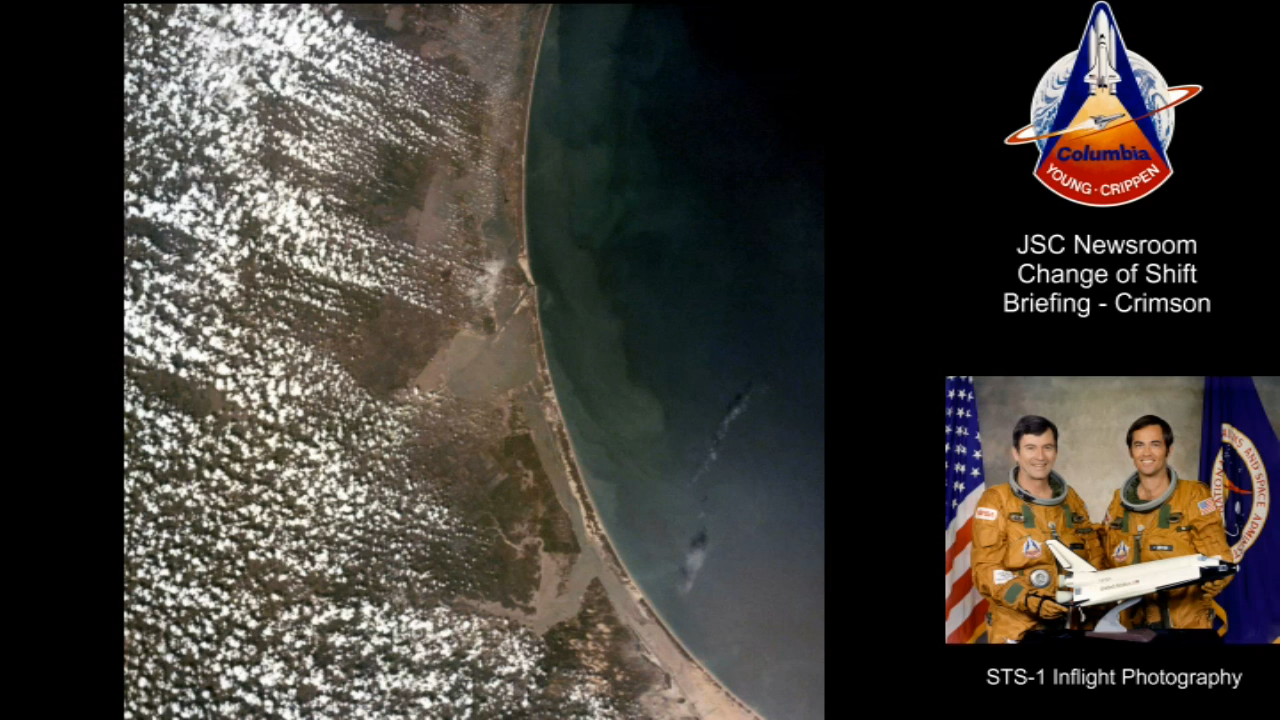 Columbia
YOUNG · CRIPPEN
JSC Newsroom
Change of Shift
Briefing - Crimson
STS-1 Inflight Photography